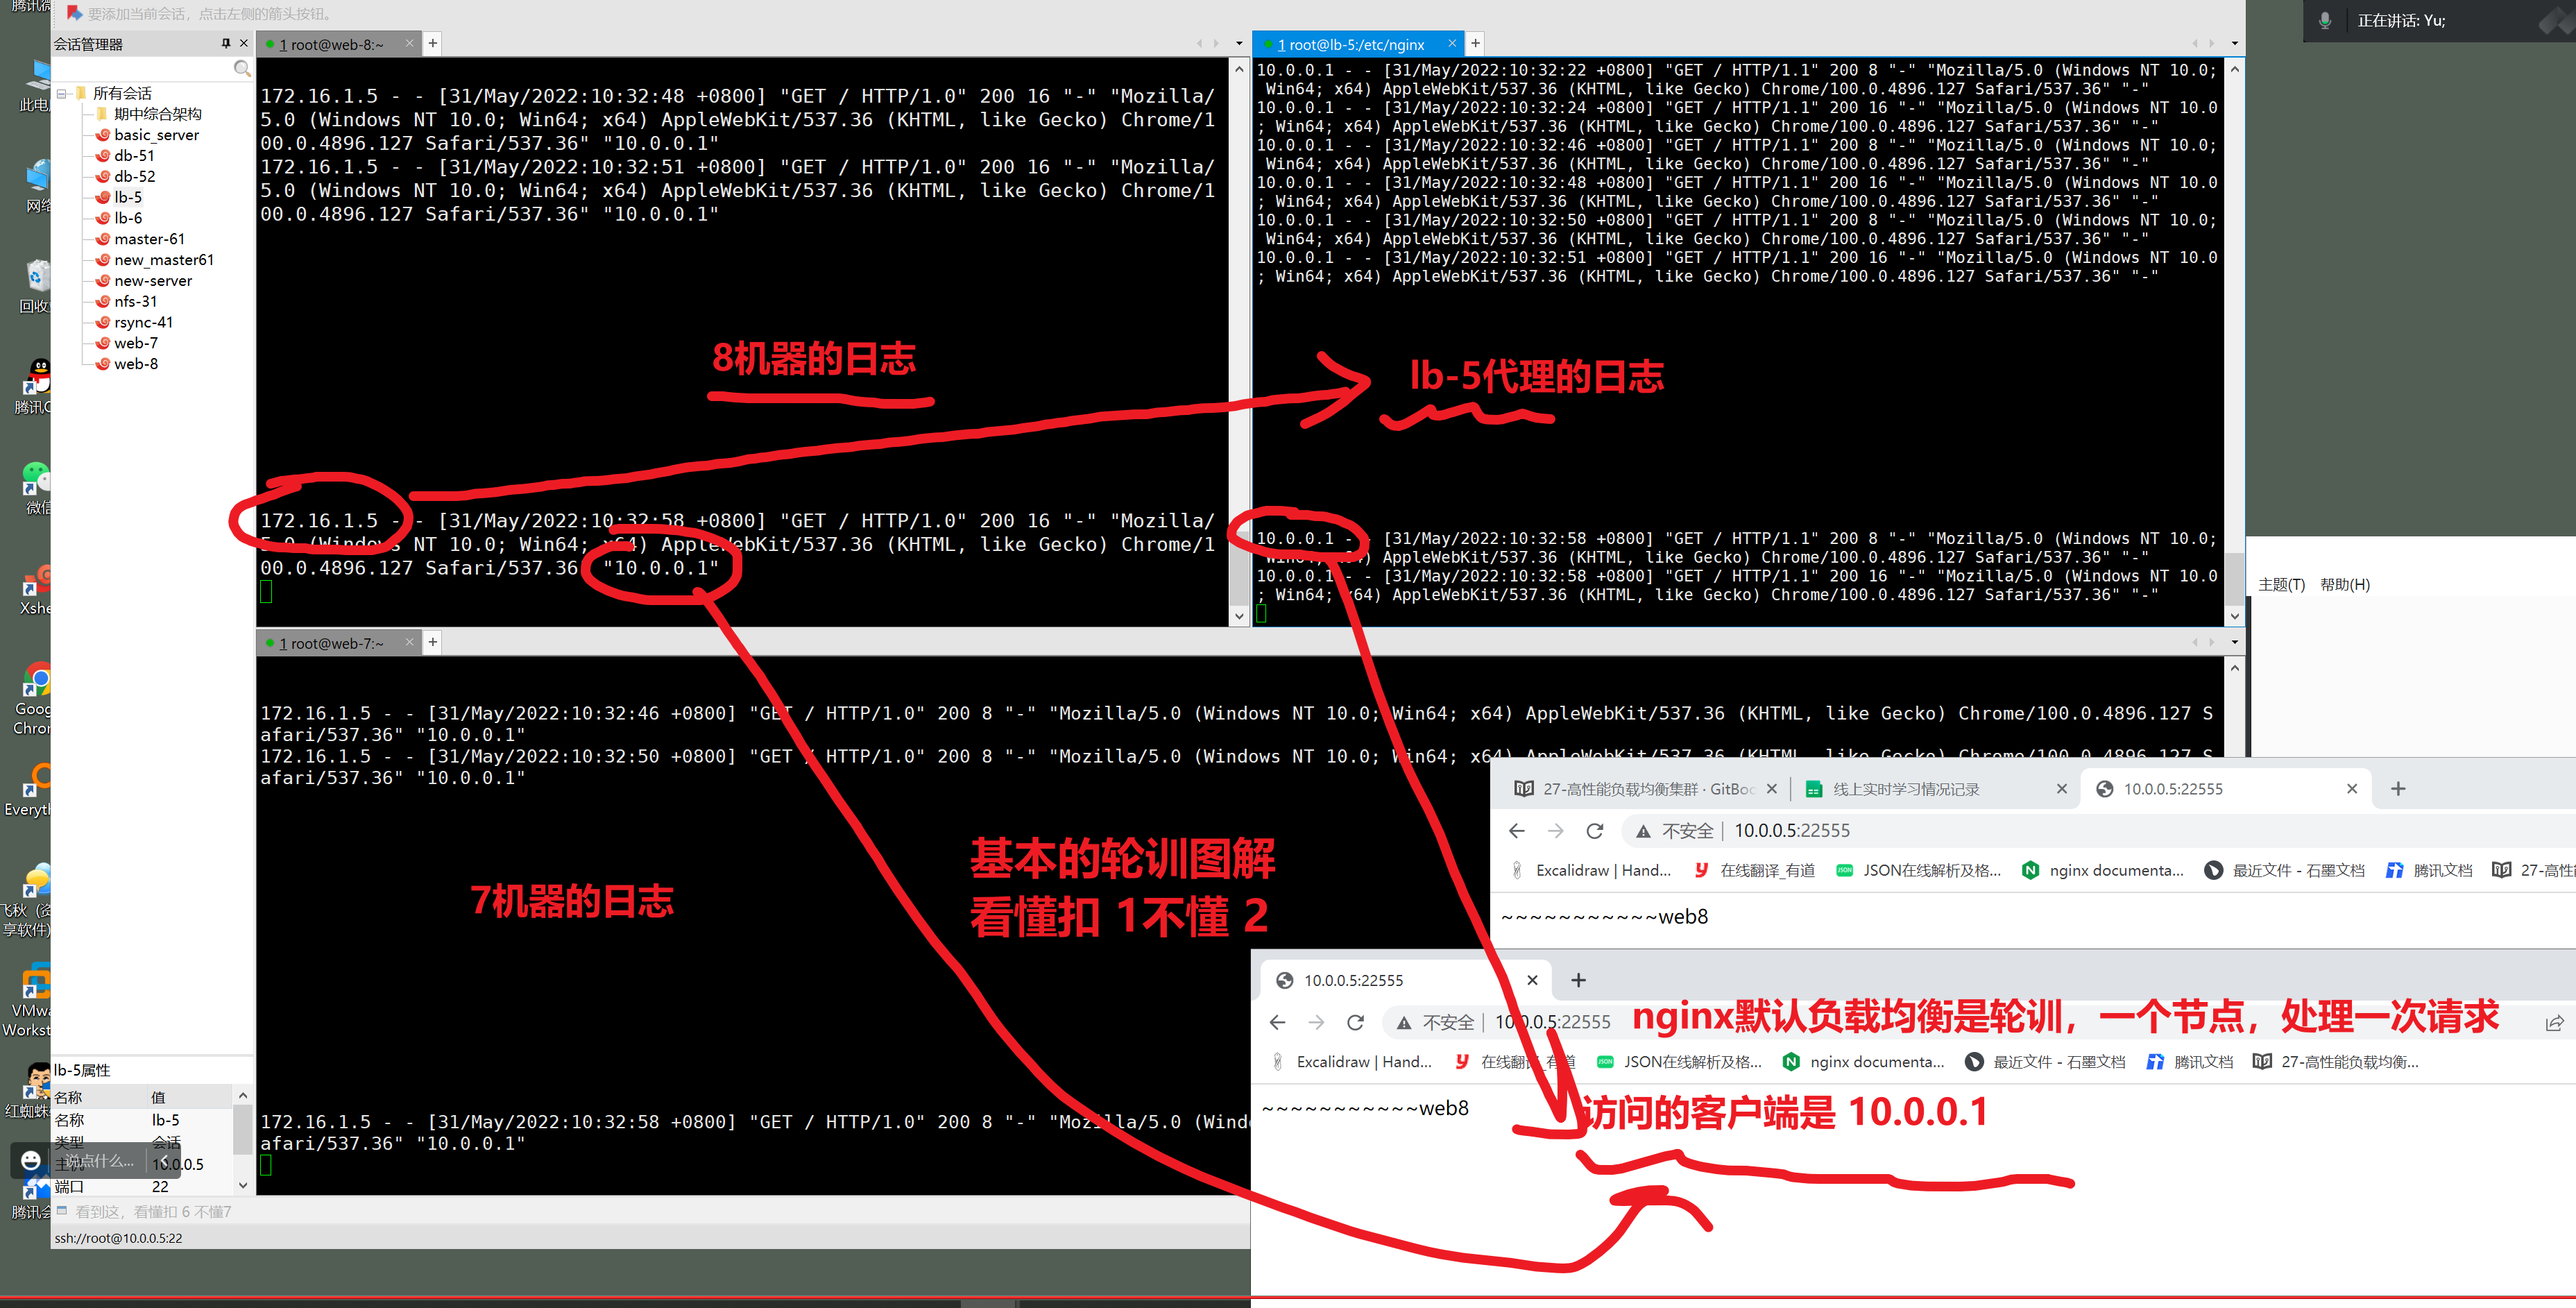 腾讯微
要添加当前会话，点击左侧的箭头按钮。
正在讲话: Yu;
会话管理器
1 root@web-8:~
1 root@lb-5:/etc/nginx
此电
网络
回收
腾讯Q
微信
Xshe
Goog
Chron
Everyth
飞秋（资
享软件)
VMwa
Workst
红蜘蛛
腾讯会
所有会话
期中综合架构
basic_server
db-51
db-52
lb-5
lb-6
master-61
new_master61
new-server
nfs-31
rsync-41
web-7
web-8
172.16.1.5 - - [31/May/2022:10:32:48 +0800] "GET / HTTP/1.0" 200 16 "-" "Mozilla/
5.0 (Windows NT 10.0; Win64; x64) AppleWebKit/537.36 (KHTML, like Gecko) Chrome/1
00.0.4896.127 Safari/537.36" "10.0.0.1"
172.16.1.5 - - [31/May/2022:10:32:51 +0800] "GET / HTTP/1.0" 200 16 "-" "Mozilla/
5.0 (Windows NT 10.0; Win64; x64) AppleWebKit/537.36 (KHTML, like Gecko) Chrome/1
00.0.4896.127 Safari/537.36" "10.0.0.1"
8机器的日志
172.16.1.5 - - [31/May/2022:10:32:58 +0800] "GET / HTTP/1.0" 200 16 "-" "Mozilla/
5.0 (Windows NT 10.0; Win64; x64) AppleWebKit/537.36 (KHTML, like Gecko) Chrome/1
00.0.4896.127 Safari/537.36" "10.0.0.1"
10.0.0.1 - - [31/May/2022:10:32:22 +0800] "GET / HTTP/1.1" 200 8 "-" "Mozilla/5.0 (Windows NT 10.0;
Win64; x64) AppleWebKit/537.36 (KHTML, like Gecko) Chrome/100.0.4896.127 Safari/537.36" "-"
10.0.0.1 - - [31/May/2022:10:32:24 +0800] "GET / HTTP/1.1" 200 16 "-" "Mozilla/5.0 (Windows NT 10.0
; Win64; x64) AppleWebKit/537.36 (KHTML, like Gecko) Chrome/100.0.4896.127 Safari/537.36" "-"
10.0.0.1 - - [31/May/2022:10:32:46 +0800] "GET / HTTP/1.1" 200 8 "-" "Mozilla/5.0 (Windows NT 10.0;
Win64; x64) AppleWebKit/537.36 (KHTML, like Gecko) Chrome/100.0.4896.127 Safari/537.36" "-"
10.0.0.1 - - [31/May/2022:10:32:48 +0800] "GET / HTTP/1.1" 200 16 "-" "Mozilla/5.0 (Windows NT 10.0
; Win64; x64) AppleWebKit/537.36 (KHTML, like Gecko) Chrome/100.0.4896.127 Safari/537.36" "-"
10.0.0.1 - - [31/May/2022:10:32:50 +0800] "GET / HTTP/1.1" 200 8 "-" "Mozilla/5.0 (Windows NT 10.0;
Win64; x64) AppleWebKit/537.36 (KHTML, like Gecko) Chrome/100.0.4896.127 Safari/537.36" "-"
10.0.0.1 - - [31/May/2022:10:32:51 +0800] "GET / HTTP/1.1" 200 16 "-" "Mozilla/5.0 (Windows NT 10.0
; Win64; x64) AppleWebKit/537.36 (KHTML, like Gecko) Chrome/100.0.4896.127 Safari/537.36" "-"
lb-5代理的日志
10.0.0.1 - - [31/May/2022:10:32:58 +0800] "GET / HTTP/1.1" 200 8 "-" "Mozilla/5.0 (Windows NT 10.0;
Win64; x64) AppleWebKit/537.36 (KHTML, like Gecko) Chrome/100.0.4896.127 Safari/537.36" "-"
10.0.0.1 - - [31/May/2022:10:32:58 +0800] "GET / HTTP/1.1" 200 16 "-" "Mozilla/5.0 (Windows NT 10.0
; Win64; x64) AppleWebKit/537.36 (KHTML, like Gecko) Chrome/100.0.4896.127 Safari/537.36" "-"
主题(T) 帮助(H)
1 root@web-7:~
172.16.1.5 - - [31/May/2022:10:32:46 +0800] "GET / HTTP/1.0" 200 8 "-" "Mozilla/5.0 (Windows NT 10.0; Win64; x64) AppleWebKit/537.36 (KHTML, like Gecko) Chrome/100.0.4896.127 S
afari/537.36" "10.0.0.1"
172.16.1.5 - - [31/May/2022:10:32:50 +0800] "GET / HTTP/1.0" 200 8 "-" "Mozilla/5.0 (Windows NT 10.0; Win64; x64) AppleWebKit/537.36 (KHTML, like Gecko) Chrome/100.0.4896.127 S
afari/537.36" "10.0.0.1"
7机器的日志
基本的轮训图解
看懂扣 1不懂 2
172.16.1.5 - - [31/May/2022:10:32:58 +0800] "GET / HTTP/1.0" 200 8 "-" "Mozilla/5.0 (Wind
afari/537.36" "10.0.0.1"
27-高性能负载均衡集群 · GitBoo
线上实时学习情况记录
10.0.0.5:22555
不安全 | 10.0.0.5:22555
Excalidraw | Hand...
在线翻译_有道
JSON在线解析及格...
nginx documenta...
最近文件 - 石墨文档
腾讯文档
27-高性
~~~~~~~~~~~web8
10.0.0.5:22555
不安全 | 10.0.0.5:22555
nginx默认负载均衡是轮训，一个节点，处理一次请求
Excalidraw | Hand...
在线翻译_有道
JSON在线解析及格...
nginx documenta...
最近文件 - 石墨文档
腾讯文档
27-高性能负载均衡...
~~~~~~~~~~~web8
访问的客户端是 10.0.0.1
lb-5属性
名称 值
名称 lb-5
类型 会话
主机 10.0.0.5
端口 22
说点什么...
看到这，看懂扣 6 不懂7
ssh://root@10.0.0.5:22